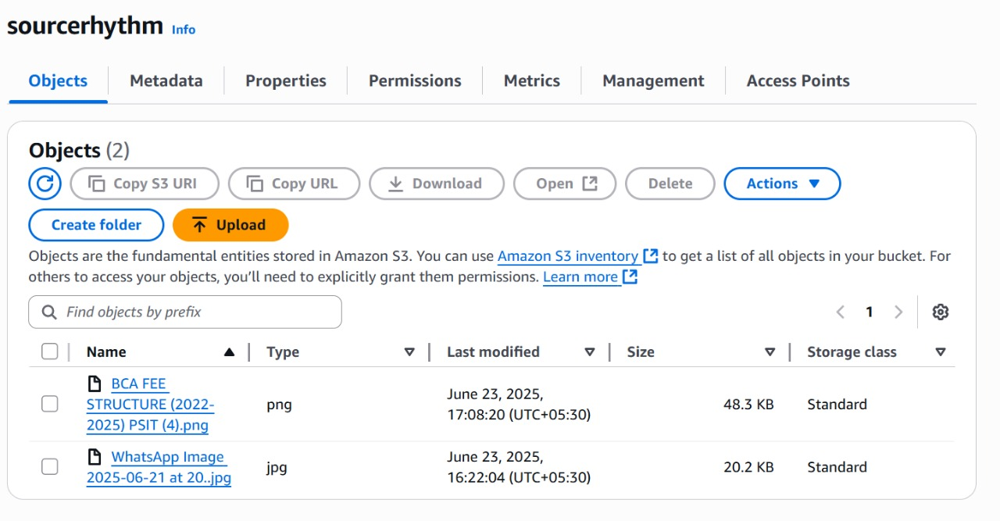 sourcerhythm Info
Objects Metadata Properties Permissions Metrics Management Access Points
Objects (2)
Copy S3 URI Copy URL Download Open Delete Actions
Create folder Upload
Objects are the fundamental entities stored in Amazon S3. You can use Amazon S3 inventory to get a list of all objects in your bucket. For
others to access your objects, you’ll need to explicitly grant them permissions. Learn more
Find objects by prefix 1
Name Type Last modified Size Storage class
BCA FEE
STRUCTURE (2022-
2025) PSIT (4).png
png
June 23, 2025,
17:08:20 (UTC+05:30)
48.3 KB
Standard
WhatsApp Image
2025-06-21 at 20..jpg
jpg
June 23, 2025,
16:22:04 (UTC+05:30)
20.2 KB
Standard